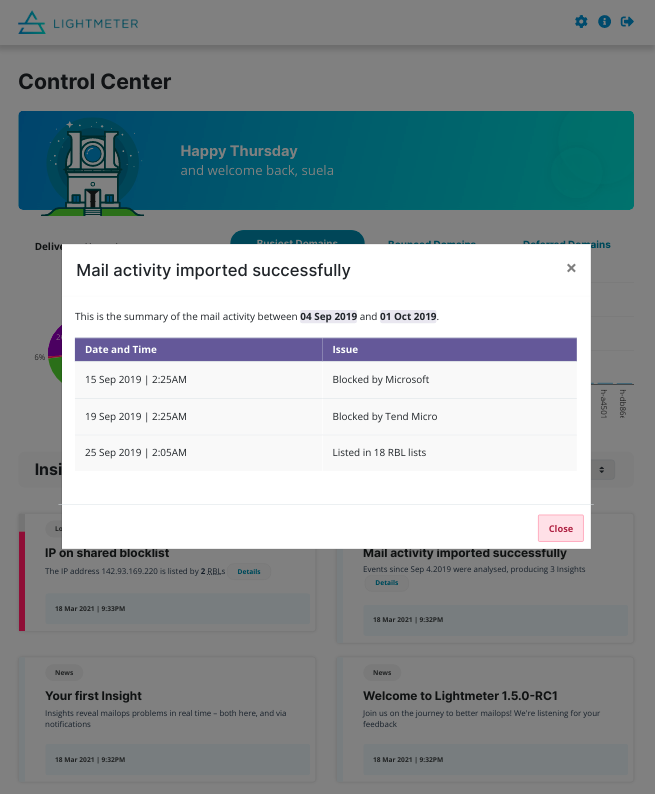 LIGHTMETER
Control Center
Happy Thursday
and welcome back, suela
Busiest Domains
Bounced Domains
Deferred Domains
Mail activity imported successfully
×
This is the summary of the mail activity between 04 Sep 2019 and 01 Oct 2019.
Date and Time
Issue
15 Sep 2019 | 2:25AM
Blocked by Microsoft
19 Sep 2019 | 2:25AM
Blocked by Tend Micro
25 Sep 2019 | 2:05AM
Listed in 18 RBL lists
Close
6%
h-a4501
h-db86r
Insi
IP on shared blocklist
The IP address 142.93.169.220 is listed by 2 RBLs
Details
18 Mar 2021 | 9:33PM
Mail activity imported successfully
Events since Sep 4.2019 were analysed, producing 3 Insights
Details
18 Mar 2021 | 9:32PM
News
Your first Insight
Insights reveal mailops problems in real time – both here, and via
notifications
18 Mar 2021 | 9:32PM
News
Welcome to Lightmeter 1.5.0-RC1
Join us on the journey to better mailops! We're listening for your
feedback
18 Mar 2021 | 9:32PM